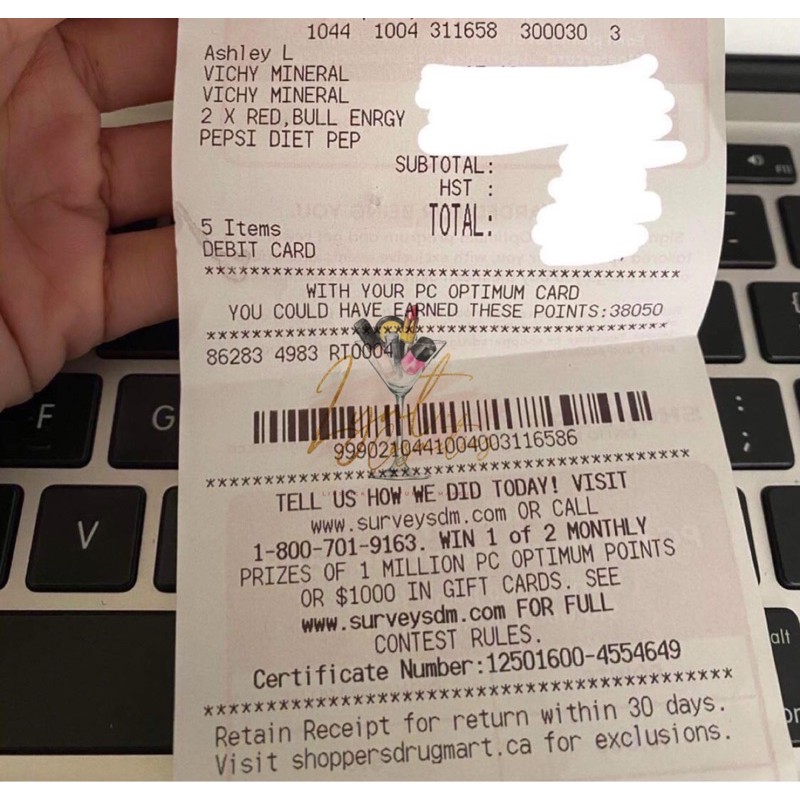 1044 1004 311658 300030 3
Ashley L
VICHY MINERAL
VICHY MINERAL
2 X RED,BULL ENRGY
PEPSI DIET PEP
SUBTOTAL:
HST :
TOTAL:
5 Items
DEBIT CARD
******************************************
WITH YOUR PC OPTIMUM CARD
YOU COULD HAVE EARNED THESE POINTS:38050
******************************************
86283 4983 RT0004
9990210441004003116586
******************************************
TELL US HOW WE DID TODAY! VISIT
www.surveysdm.com OR CALL
1-800-701-9163. WIN 1 of 2 MONTHLY
PRIZES OF 1 MILLION PC OPTIMUM POINTS
OR $1000 IN GIFT CARDS. SEE
www.surveysdm.com FOR FULL
CONTEST RULES.
Certificate Number:12501600-4554649
******************************************
Retain Receipt for return within 30 days.
Visit shoppersdrugmart.ca for exclusions.
F
G
V
F11
{
:
;
alt